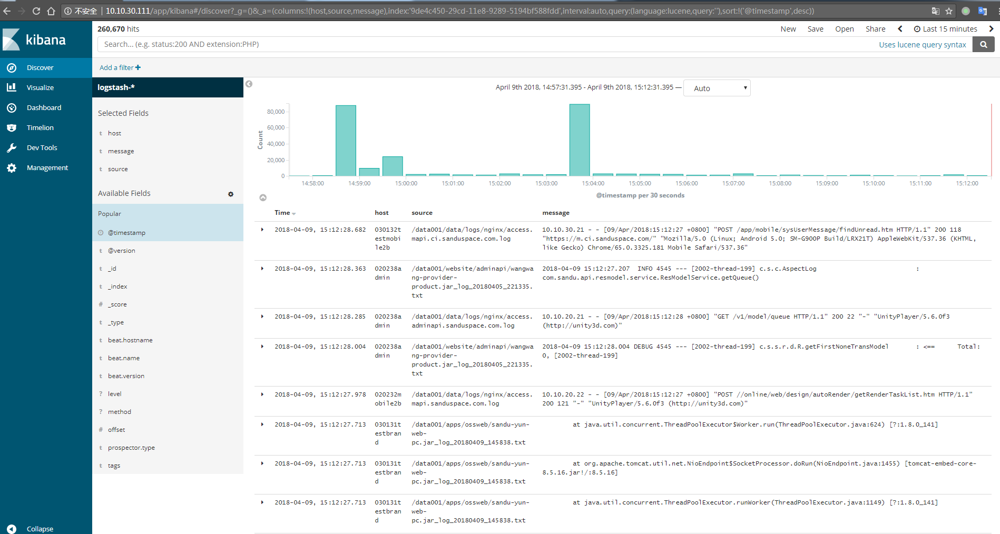 不安全 10.10.30.111/app/kibana#/discover?_g=()&_a=(columns:!(host,source,message),index:'9de4c450-29cd-11e8-9289-5194bf588fdd',interval:auto,query:(language:lucene,query:''),sort:!('@timestamp',desc))
kibana
Discover
Visualize
Dashboard
Timelion
Dev Tools
Management
Collapse
260,670 hits
New Save Open Share Last 15 minutes
Search... (e.g. status:200 AND extension:PHP)
Uses lucene query syntax
Add a filter
logstash-*
Selected Fields
t host
t message
t source
Available Fields
Popular
@timestamp
t @version
t _id
t _index
# _score
t _type
t beat.hostname
t beat.name
t beat.version
? level
? method
# offset
t prospector.type
t tags
April 9th 2018, 14:57:31.395 - April 9th 2018, 15:12:31.395 — Auto
Count
80,000
60,000
40,000
20,000
0
14:58:00 14:59:00 15:00:00 15:01:00 15:02:00 15:03:00 15:04:00 15:05:00 15:06:00 15:07:00 15:08:00 15:09:00 15:10:00 15:11:00 15:12:00
@timestamp per 30 seconds
Time host source message
2018-04-09, 15:12:28.682 030132t /data001/data/logs/nginx/access. 10.10.30.21 - - [09/Apr/2018:15:12:27 +0800] "POST /app/mobile/sysUserMessage/findUnread.htm HTTP/1.1" 200 118
estmobi mapi.ci.sanduspace.com.log "https://m.ci.sanduspace.com/" "Mozilla/5.0 (Linux; Android 5.0; SM-G900P Build/LRX21T) AppleWebKit/537.36 (KHTML,
le2b like Gecko) Chrome/65.0.3325.181 Mobile Safari/537.36"
2018-04-09, 15:12:28.363 020238a /data001/website/adminapi/wangwa 2018-04-09 15:12:27.207 INFO 4545 --- [2002-thread-199] c.s.c.AspectLog :
dmin ng-provider- com.sandu.api.resmodel.service.ResModelService.getQueue()
product.jar_log_20180405_221335.
txt
2018-04-09, 15:12:28.285 020238a /data001/data/logs/nginx/access. 10.10.20.21 - - [09/Apr/2018:15:12:28 +0800] "GET /v1/model/queue HTTP/1.1" 200 22 "-" "UnityPlayer/5.6.0f3
dmin adminapi.sanduspace.com.log (http://unity3d.com)"
2018-04-09, 15:12:28.004 020238a /data001/website/adminapi/wangwa 2018-04-09 15:12:28.004 DEBUG 4545 --- [2002-thread-199] c.s.s.r.d.R.getFirstNoneTransModel : <== Total:
dmin ng-provider- 0, [2002-thread-199]
product.jar_log_20180405_221335.
txt
2018-04-09, 15:12:27.978 020232m /data001/data/logs/nginx/access. 10.10.20.22 - - [09/Apr/2018:15:12:27 +0800] "POST //online/web/design/autoRender/getRenderTaskList.htm HTTP/1.1"
obile2b mapi.sanduspace.com.log 200 121 "-" "UnityPlayer/5.6.0f3 (http://unity3d.com)"
2018-04-09, 15:12:27.713 030131t /data001/apps/ossweb/sandu-yun- at java.util.concurrent.ThreadPoolExecutor$Worker.run(ThreadPoolExecutor.java:624) [?:1.8.0_141]
estbran web-
d pc.jar_log_20180409_145838.txt
2018-04-09, 15:12:27.713 030131t /data001/apps/ossweb/sandu-yun- at org.apache.tomcat.util.net.NioEndpoint$SocketProcessor.doRun(NioEndpoint.java:1455) [tomcat-embed-core-
estbran web- 8.5.16.jar!/:8.5.16]
d pc.jar_log_20180409_145838.txt
2018-04-09, 15:12:27.713 030131t /data001/apps/ossweb/sandu-yun- at java.util.concurrent.ThreadPoolExecutor.runWorker(ThreadPoolExecutor.java:1149) [?:1.8.0_141]
estbran web-
d pc.jar_log_20180409_145838.txt